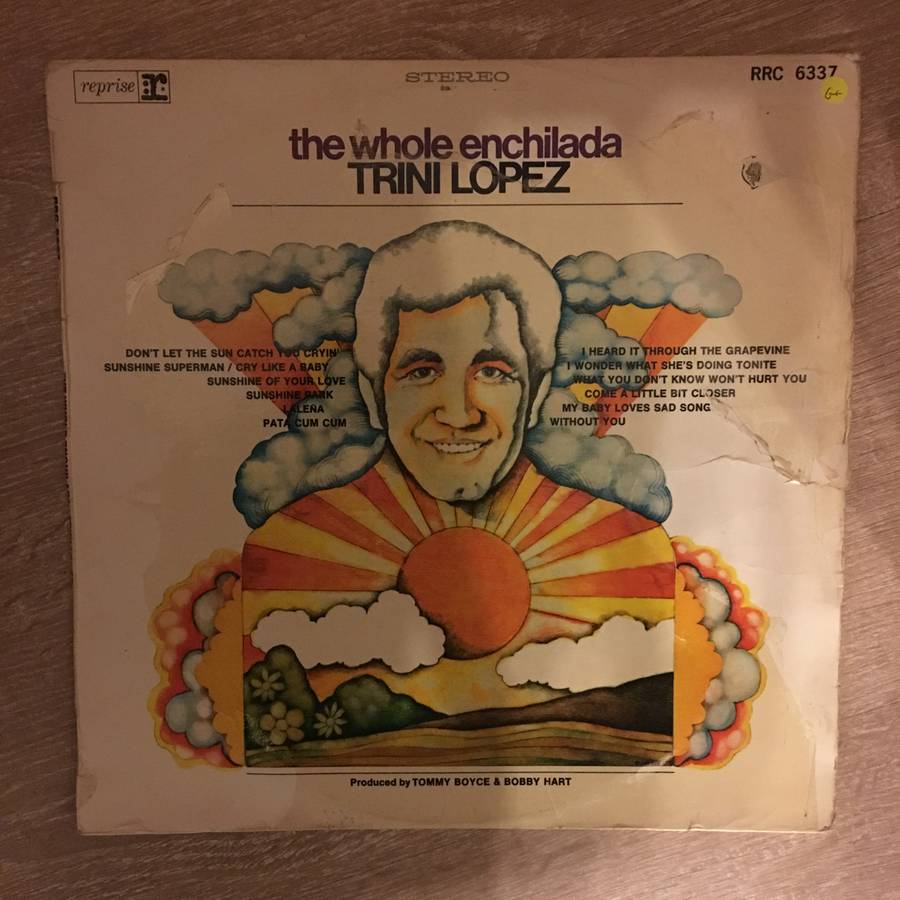 reprise r
STEREO
RRC 6337
the whole enchilada
TRINI LOPEZ
DON'T LET THE SUN CATCH YOU CRYIN'
SUNSHINE SUPERMAN / CRY LIKE A BABY
SUNSHINE OF YOUR LOVE
SUNSHINE PARK
LALENA
PATA CUM CUM
I HEARD IT THROUGH THE GRAPEVINE
I WONDER WHAT SHE'S DOING TONITE
WHAT YOU DON'T KNOW WON'T HURT YOU
COME A LITTLE BIT CLOSER
MY BABY LOVES SAD SONG
WITHOUT YOU
Produced by TOMMY BOYCE & BOBBY HART